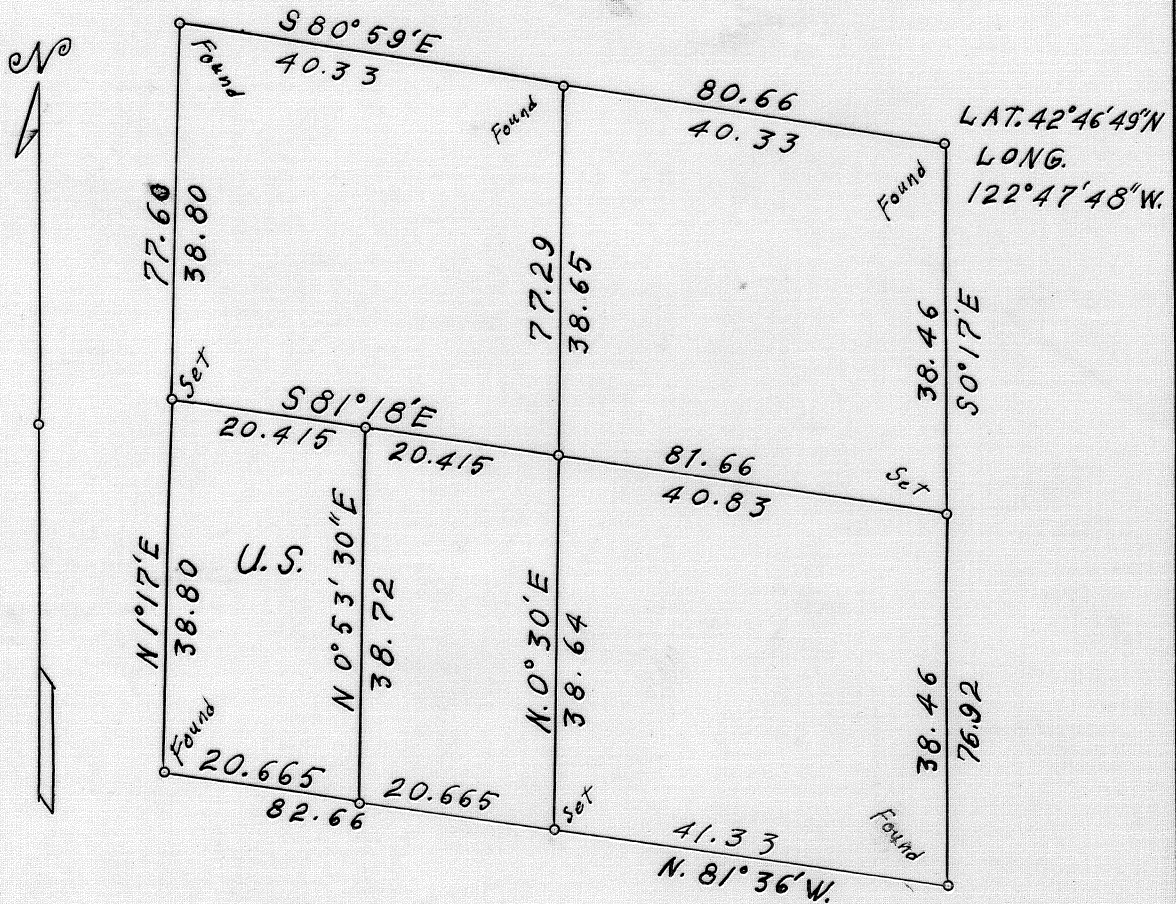 N
S 80° 59' E
40.33
Found
Found
80.66
40.33
LAT. 42° 46' 49" N
LONG.
122° 47' 48" W.
Found
77.60
38.80
77.29
38.65
38.46
S 0° 17' E
Set
S 81° 18' E
20.415
20.415
81.66
40.83
Set
N 1° 17' E
38.80
U.S.
N 0° 53' 30" E
38.72
N. 0° 30' E
38.64
38.46
76.92
Found
20.665
82.66
20.665
Set
41.33
N. 81° 36' W.
Found